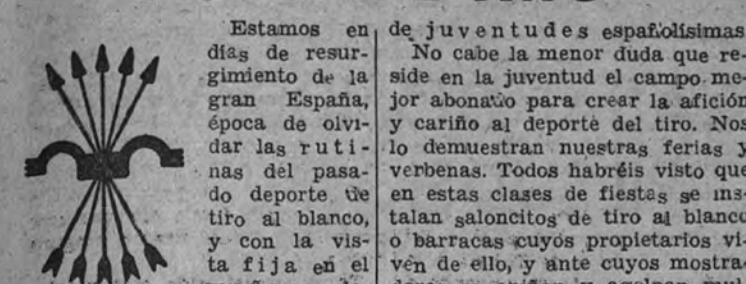 Estamos en
días de resur-
gimiento de la
gran España,
época de olvi-
dar las ruti-
nas del pasa-
do deporte de
tiro al blanco,
y con la vis-
ta fija en el
de juventudes españolísimas
No cabe la menor duda que re-
side en la juventud el campo me-
jor abonado para crear la afición
y cariño al deporte del tiro. Nos
lo demuestran nuestras ferias y
verbenas. Todos habréis visto que
en estas clases de fiestas se ins-
talan saloncitos de tiro al blanco
o barracas cuyos propietarios vi-
ven de ello, y ante cuyos mostra-